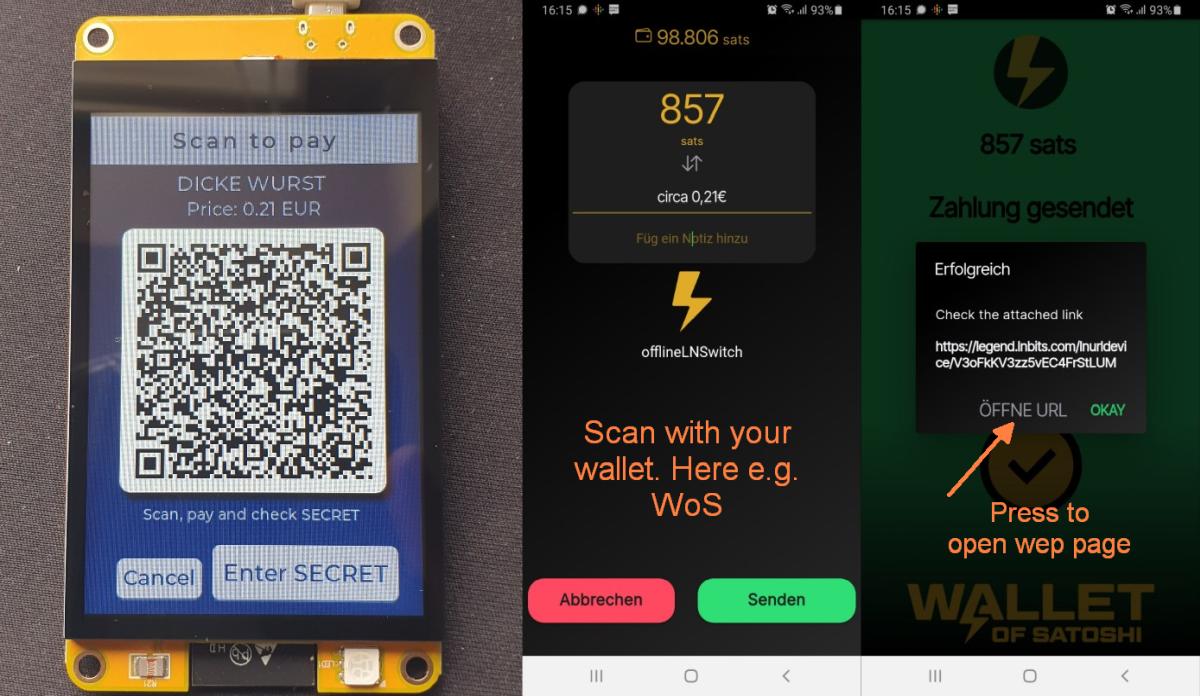 Scan to pay
DICKE WURST
Price: 0.21 EUR
Scan, pay and check SECRET
Cancel
Enter SECRET
R21
16:15
93%
98.806 sats
857
sats
circa 0,21€
Füg ein Notiz hinzu
offlineLNSwitch
Scan with your
wallet. Here e.g.
WoS
Abbrechen
Senden
16:15
93%
857 sats
Zahlung gesendet
Erfolgreich
Check the attached link
https://legend.lnbits.com/lnurldevi
ce/V3oFkKV3zz5vEC4FrStLUM
ÖFFNE URL
OKAY
Press to
open wep page
WALLET
OF SATOSHI